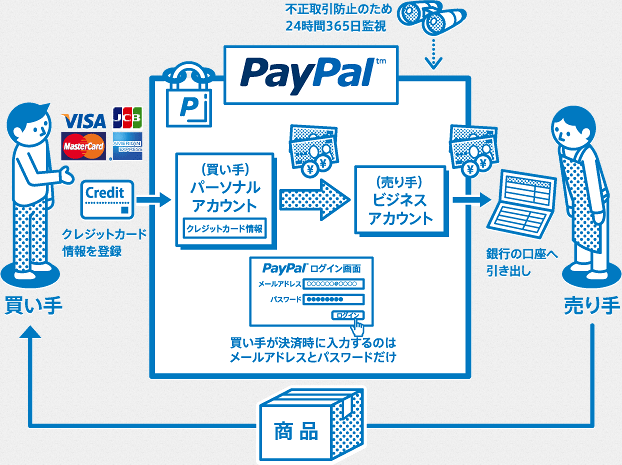 不正取引防止のため
24時間365日監視
PayPal™
P
VISA
JCB
MasterCard
AMERICAN
EXPRESS
Credit
クレジットカード
情報を登録
買い手
(買い手)
パーソナル
アカウント
クレジットカード情報
¥ ¥
(売り手)
ビジネス
アカウント
¥ ¥
銀行の口座へ
引き出し
売り手
PayPal ログイン画面
メールアドレス ○○○○○○#○○○○
パスワード ●●●●●●●●
ログイン
買い手が決済時に入力するのは
メールアドレスとパスワードだけ
商品